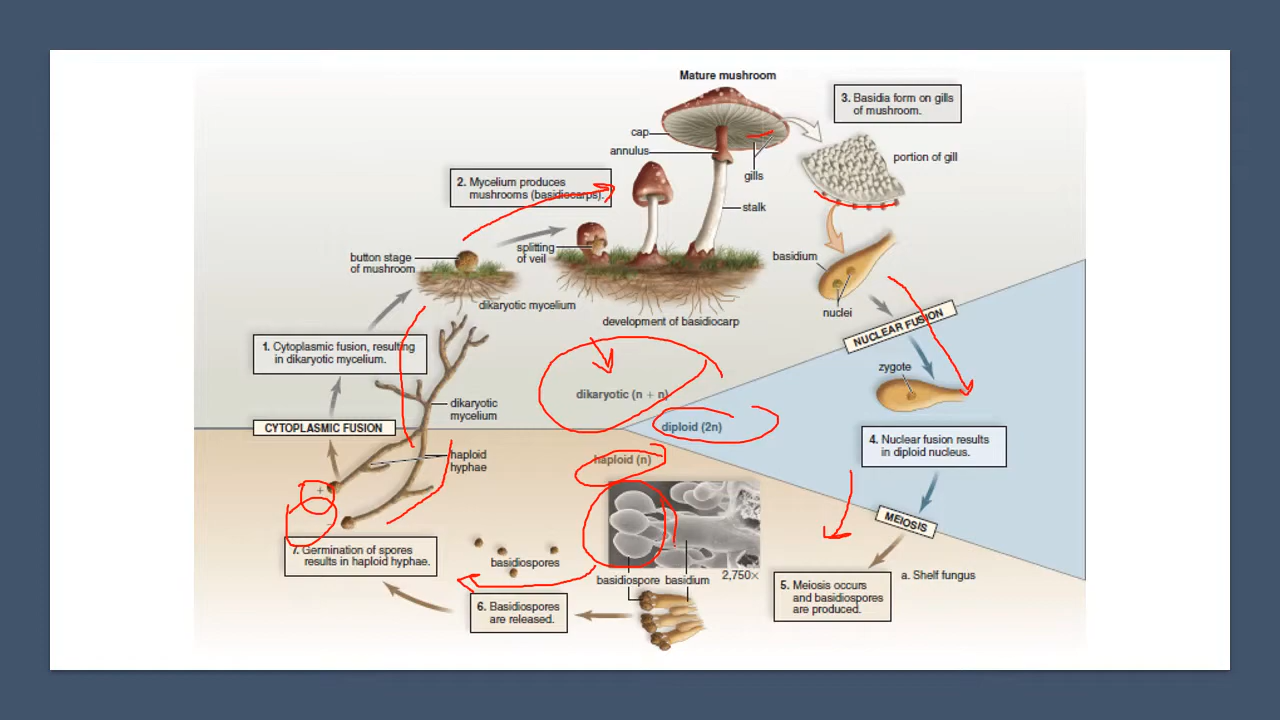 Mature mushroom
3. Basidia form on gills
of mushroom.
cap
annulus
portion of gill
gills
2. Mycelium produces
mushrooms (basidiocarps).
stalk
button stage
of mushroom
splitting
of veil
basidium
dikaryotic mycelium
nuclei
development of basidiocarp
NUCLEAR FUSION
1. Cytoplasmic fusion, resulting
in dikaryotic mycelium.
zygote
dikaryotic (n + n)
dikaryotic
mycelium
CYTOPLASMIC FUSION
diploid (2n)
4. Nuclear fusion results
in diploid nucleus.
haploid
hyphae
haploid (n)
+
–
MEIOSIS
7. Germination of spores
results in haploid hyphae.
basidiospores
basidiospore basidium
2,750×
a. Shelf fungus
5. Meiosis occurs
and basidiospores
are produced.
6. Basidiospores
are released.